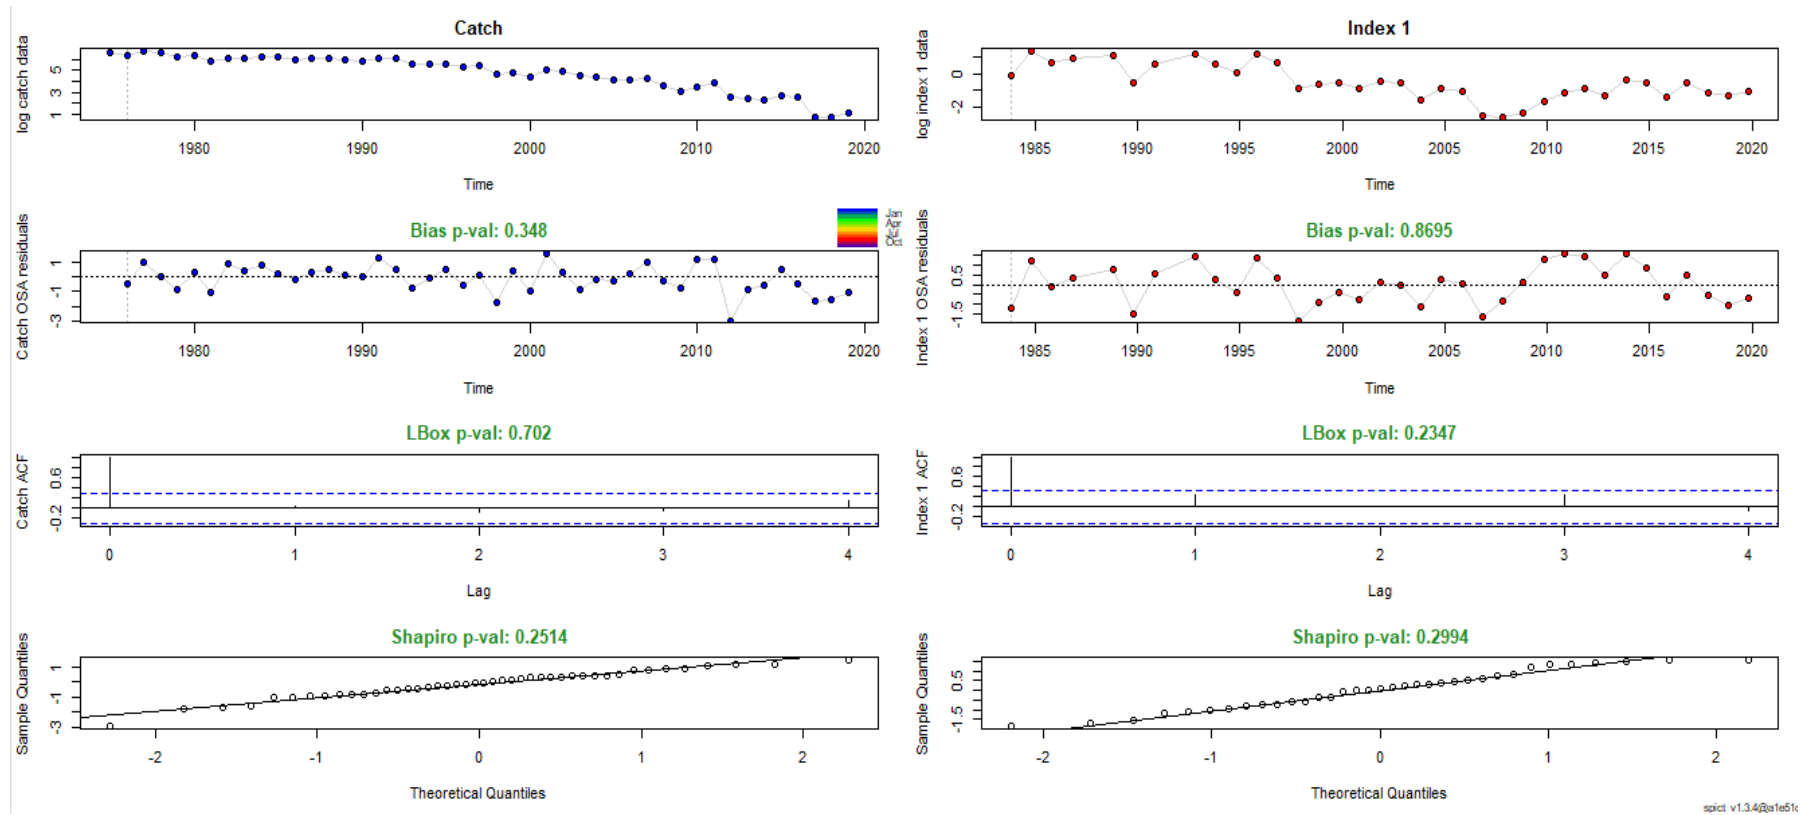 Catch
log catch data
5
3
1
1980
1990
2000
2010
2020
Time
Index 1
log index 1 data
0
-2
1985
1990
1995
2000
2005
2010
2015
2020
Time
Bias p-val: 0.348
Jan
Apr
Jul
Oct
Catch OSA residuals
1
-1
-3
1980
1990
2000
2010
2020
Time
Bias p-val: 0.8695
Index 1 OSA residuals
0.5
-1.5
1985
1990
1995
2000
2005
2010
2015
2020
Time
LBox p-val: 0.702
Catch ACF
0.6
-0.2
0
1
2
3
4
Lag
LBox p-val: 0.2347
Index 1 ACF
0.6
-0.2
0
1
2
3
4
Lag
Shapiro p-val: 0.2514
Sample Quantiles
1
-1
-3
-2
-1
0
1
2
Theoretical Quantiles
Shapiro p-val: 0.2994
Sample Quantiles
0.5
-1.5
-2
-1
0
1
2
Theoretical Quantiles
spict_v1.3.4@a1e51c